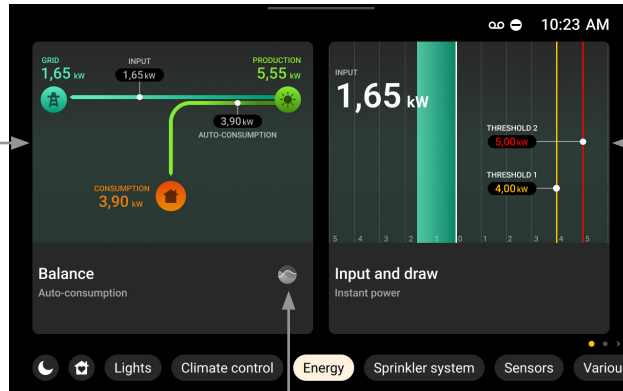 10:23 AM
GRID
1,65 kW
INPUT
1,65 kW
PRODUCTION
5,55 kW
3,90 kW
AUTO-CONSUMPTION
CONSUMPTION
3,90 kW
Balance
Auto-consumption
INPUT
1,65 kW
THRESHOLD 2
5,00 kW
THRESHOLD 1
4,00 kW
5 4 3 2 1 0 1 2 3 4 5
Input and draw
Instant power
Lights Climate control Energy Sprinkler system Sensors Variou